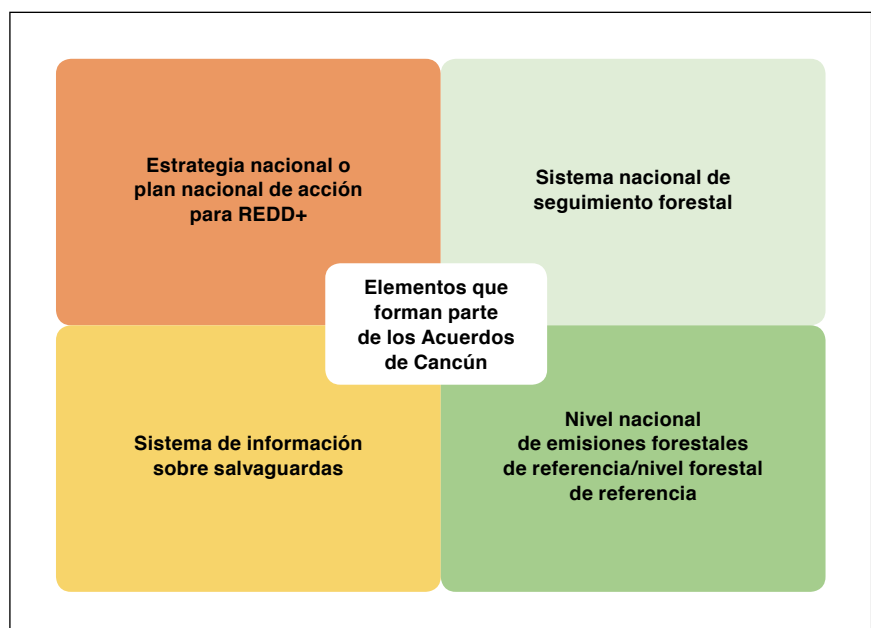 Estrategia nacional o
plan nacional de acción
para REDD+
Sistema nacional de
seguimiento forestal
Elementos que
forman parte
de los Acuerdos
de Cancún
Sistema de información
sobre salvaguardas
Nivel nacional
de emisiones forestales
de referencia/nivel forestal
de referencia